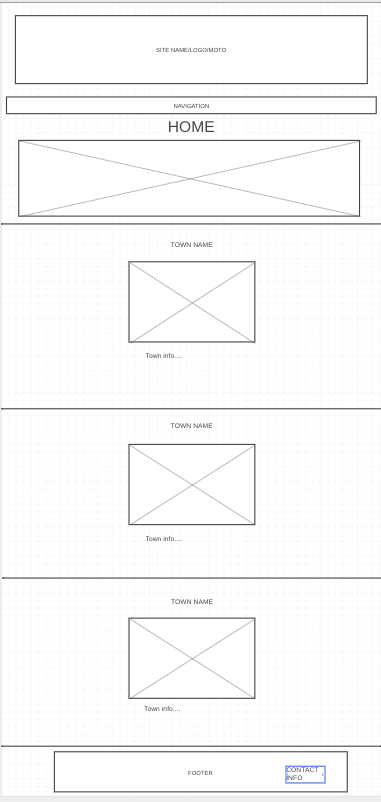 SITE NAME/LOGO/MOTO
NAVIGATION
HOME
TOWN NAME
Town info....
TOWN NAME
Town info....
TOWN NAME
Town info....
FOOTER
CONTACT
INFO